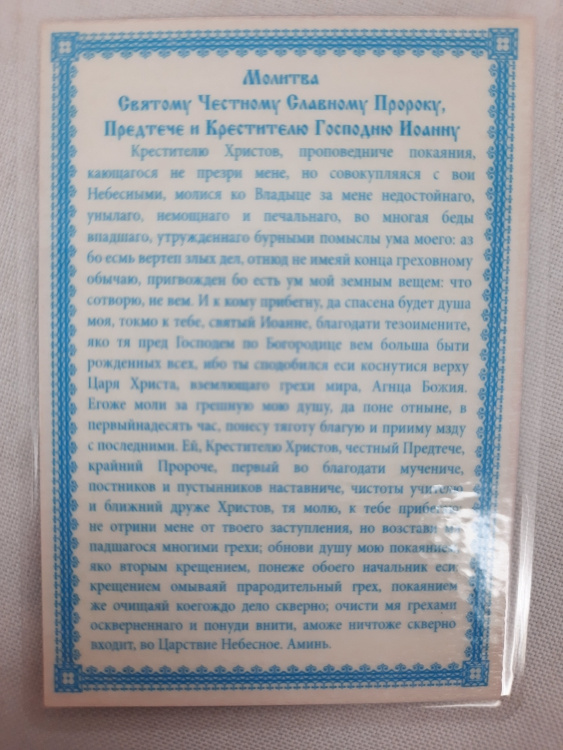 Молитва
Святому Честному Славному Пророку,
Предтече и Крестителю Господню Иоанну
Крестителю Христов, проповедниче покаяния,
кающагося не презри мене, но совокупляяся с вои
Небесными, молися ко Владыце за мене недостойнаго,
унылаго, немощнаго и печальнаго, во многая беды
впадшаго, утружденнаго бурными помыслы ума моего: аз
бо есмь вертеп злых дел, отнюд не имеяй конца греховному
обычаю, пригвожден бо есть ум мой земным вещем: что
сотворю, не вем. И к кому прибегну, да спасена будет душа
моя, токмо к тебе, святый Иоанне, благодати тезоимените,
яко тя пред Господем по Богородице вем больша быти
рожденных всех, ибо ты сподобился еси коснутися верху
Царя Христа, вземлющаго грехи мира, Агнца Божия.
Егоже моли за грешную мою душу, да поне отныне, в
первыйнадесять час, понесу тяготу благую и прииму мзду
с последними. Ей, Крестителю Христов, честный Предтече,
крайний Пророче, первый во благодати мучениче,
постников и пустынников наставниче, чистоты учителю
и ближний друже Христов, тя молю, к тебе прибегаю:
не отрини мене от твоего заступления, но возстави
падшагося многими грехи; обнови душу мою покаянием,
яко вторым крещением, понеже обоего начальник еси:
крещением омываяй прародительный грех, покаянием
же очищаяй коегождо дело скверно; очисти мя грехами
оскверненнаго и понуди внити, аможе ничтоже скверно
входит, во Царствие Небесное. Аминь.